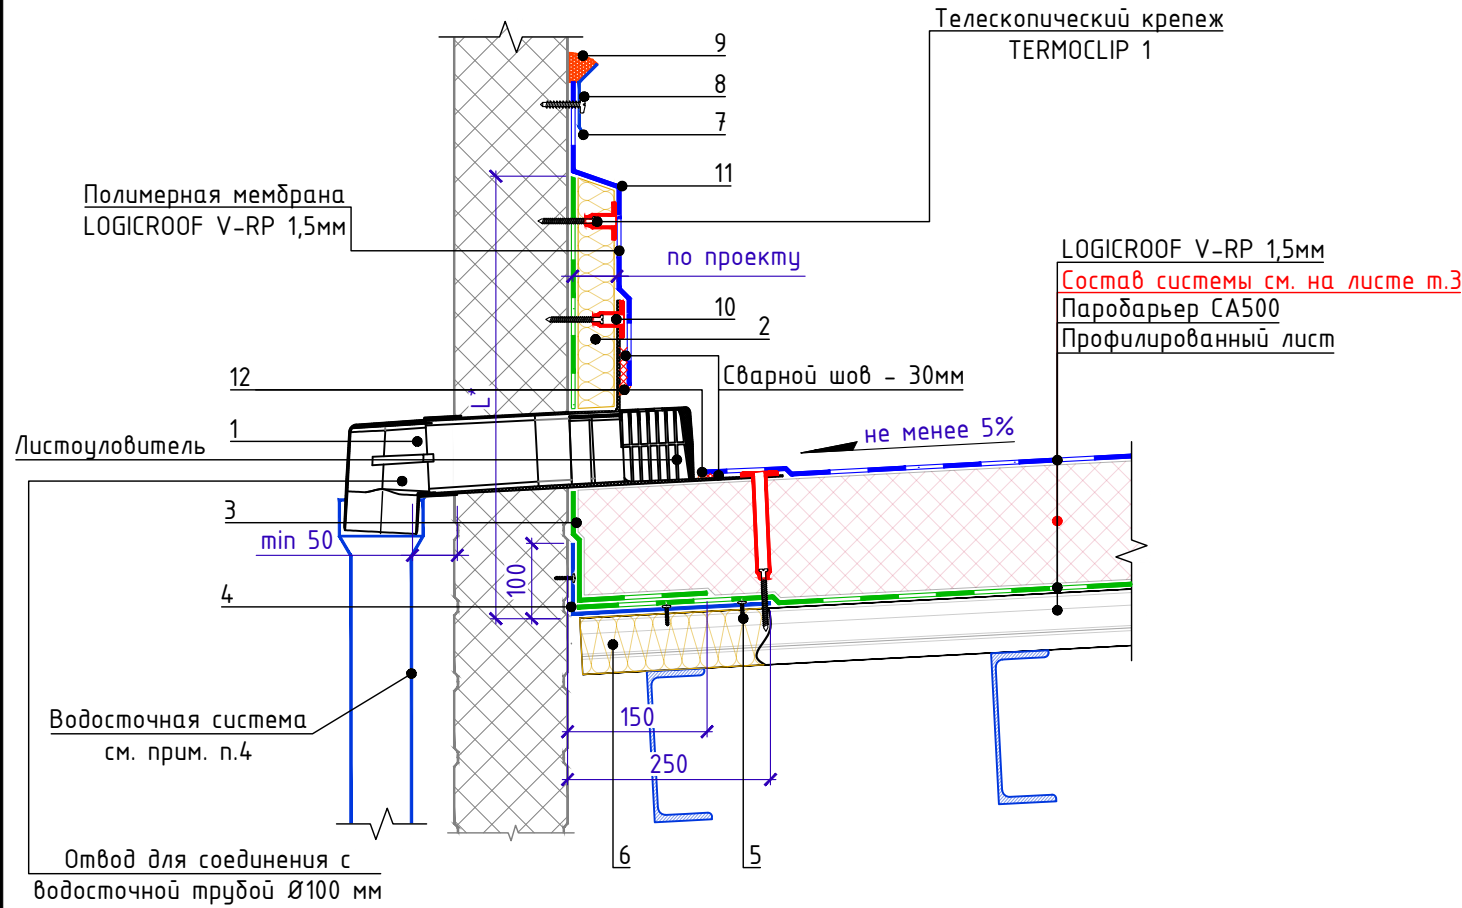 Телескопический крепеж
TERMOCLIP 1
9
8
7
11
Полимерная мембрана
LOGICROOF V-RP 1,5мм
по проекту
LOGICROOF V-RP 1,5мм
Состав системы см. на листе т.3
Паробарьер СА500
Профилированный лист
10
2
12
Сварной шов - 30мм
L*
1
Листоуловитель
не менее 5%
3
min 50
100
4
150
Водосточная система
см. прим. п.4
250
6
5
Отвод для соединения с
водосточной трубой Ø100 мм